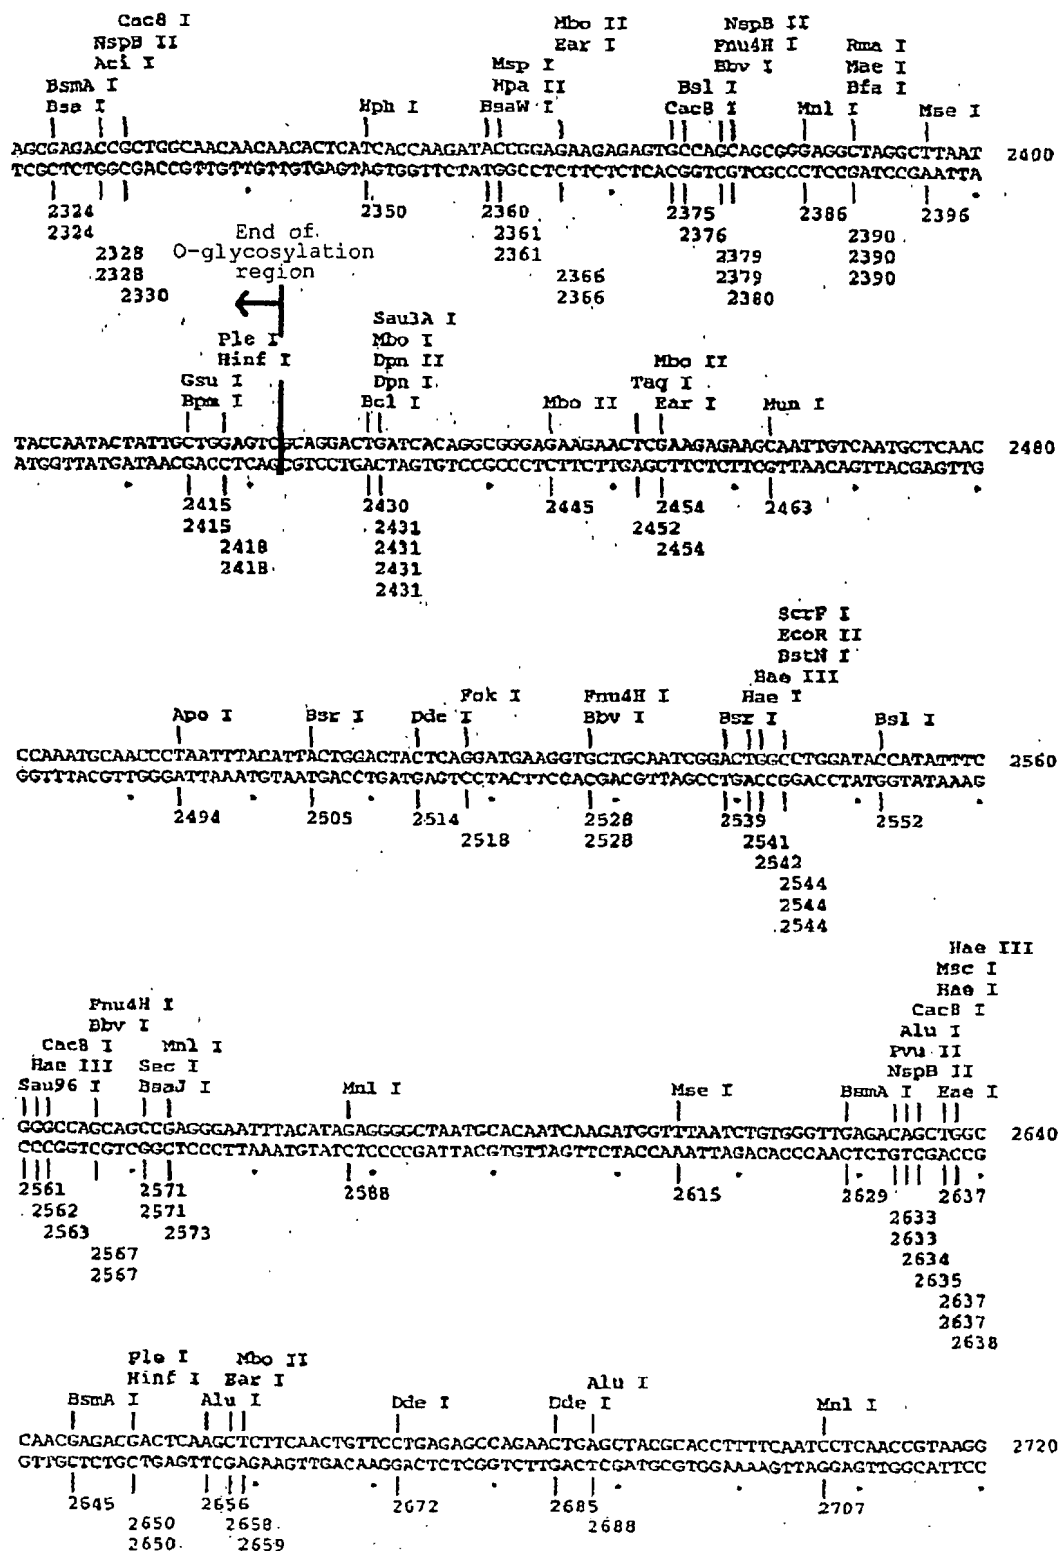 Cac8 I
NspB II
Aci I
BsmA I
Bsa I
Hph I
Msp I
Hpa II
BsaW I
Mbo II
Ear I
Bsl I
Cac8 I
NspB II
Fnu4H I
Bbv I
Mnl I
Rma I
Mae I
Bfa I
Mse I
AGCGAGACCGCTGGCAACAACAACACTCATCACCAAGATACCGGAGAAGAGAGTGCCAGCAGCGGGAGGCTAGGCTTAAT 2400
TCGCTCTGGCGACCGTTGTTGTTGTGAGTAGTGGTTCTATGGCCTCTTCTCTCACGGTCGTCGCCCTCCGATCCGAATTA
2324 2350 2360 2375 2386 2390 2396
2324 2361 2376 2390
2328 2361 2379 2390
2328 2366 2379
2330 2366 2380
End of
O-glycosylation
region
Ple I
Hinf I
Gsu I
Bpm I
Sau3A I
Mbo I
Dpn II
Dpn I
Bcl I
Mbo II
Taq I
Mbo II
Ear I
Mun I
TACCAATACTATTGCTGGAGTCGCAGGACTGATCACAGGCGGGAGAAGAACTCGAAGAGAAGCAATTGTCAATGCTCAAC 2480
ATGGTTATGATAACGACCTCAGCGTCCTGACTAGTGTCCGCCCTCTTCTTGAGCTTCTCTTCGTTAACAGTTACGAGTTG
2415 2430 2445 2454 2463
2415 2431 2452
2418 2431 2454
2418 2431
2431
ScrF I
EcoR II
BstN I
Hae III
Hae I
Apo I
Bsr I
Dde I
Fok I
Fnu4H I
Bbv I
Bsr I
Bsl I
CCAAATGCAACCCTAATTTACATTACTGGACTACTCAGGATGAAGGTGCTGCAATCGGACTGGCCTGGATACCATATTTC 2560
GGTTTACGTTGGGATTAAATGTAATGACCTGATGAGTCCTACTTCCACGACGTTAGCCTGACCGGACCTATGGTATAAAG
2494 2505 2514 2528 2539 2552
2518 2528 2541
2542
2544
2544
2544
Fnu4H I
Bbv I
Cac8 I Mnl I
Hae III Sec I
Sau96 I BsaJ I
Mnl I
Mse I
Hae III
Msc I
Hae I
Cac8 I
Alu I
Pvu II
NspB II
BsmA I Eae I
GGGCCAGCAGCCGAGGGAATTTACATAGAGGGGCTAATGCACAATCAAGATGGTTTAATCTGTGGGTTGAGACAGCTGGC 2640
CCCGGTCGTCGGCTCCCTTAAATGTATCTCCCCGATTACGTGTTAGTTCTACCAAATTAGACACCCAACTCTGTCGACCG
2561 2571 2588 2615 2629 2637
2562 2571 2633
2563 2573 2633
2567 2634
2567 2635
2637
2637
2638
Ple I Mbo II
Hinf I Ear I
BsmA I Alu I
Dde I
Alu I
Dde I
Mnl I
CAACGAGACGACTCAAGCTCTTCAACTGTTCCTGAGAGCCAGAACTGAGCTACGCACCTTTTCAATCCTCAACCGTAAGG 2720
GTTGCTCTGCTGAGTTCGAGAAGTTGACAAGGACTCTCGGTCTTGACTCGATGCGTGGAAAAGTTAGGAGTTGGCATTCC
2645 2656 2672 2685 2707
2650 2658 2688
2650 2659